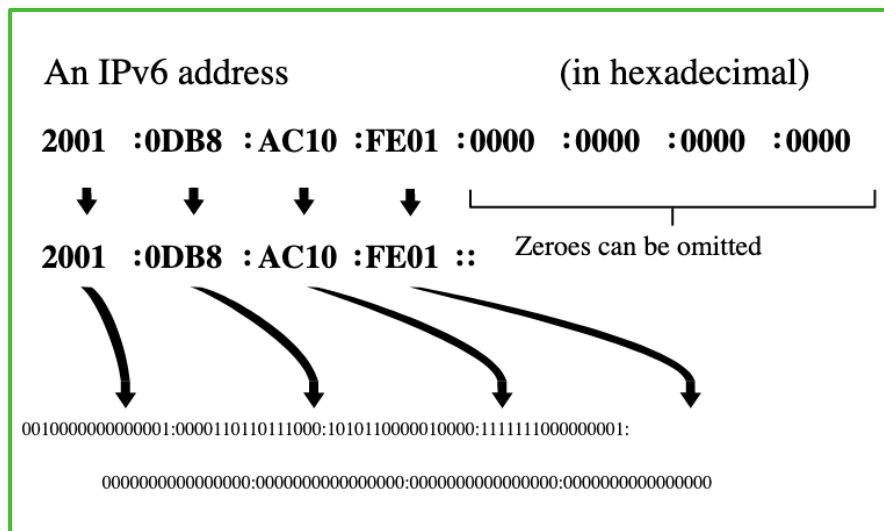 An IPv6 address (in hexadecimal)
2001 :0DB8 :AC10 :FE01 :0000 :0000 :0000 :0000
Zeroes can be omitted
2001 :0DB8 :AC10 :FE01 ::
0010000000000001:0000110110111000:1010110000010000:1111111000000001:
0000000000000000:0000000000000000:0000000000000000:0000000000000000